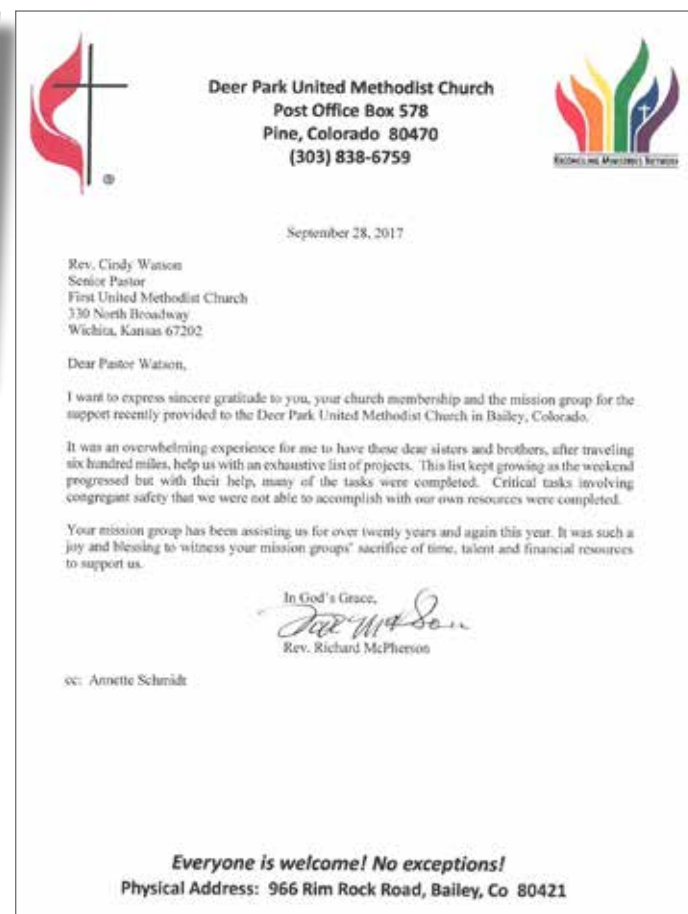 Deer Park United Methodist Church
Post Office Box 578
Pine, Colorado 80470
(303) 838-6759
®
RECONCILING MINISTRIES NETWORK
September 28, 2017
Rev. Cindy Watson
Senior Pastor
First United Methodist Church
330 North Broadway
Wichita, Kansas 67202
Dear Pastor Watson,
I want to express sincere gratitude to you, your church membership and the mission group for the
support recently provided to the Deer Park United Methodist Church in Bailey, Colorado.
It was an overwhelming experience for me to have these dear sisters and brothers, after traveling
six hundred miles, help us with an exhaustive list of projects. This list kept growing as the weekend
progressed but with their help, many of the tasks were completed. Critical tasks involving
congregant safety that we were not able to accomplish with our own resources were completed.
Your mission group has been assisting us for over twenty years and again this year. It was such a
joy and blessing to witness your mission groups' sacrifice of time, talent and financial resources
to support us.
In God's Grace,
Rev. Richard McPherson
cc: Annette Schmidt
Everyone is welcome! No exceptions!
Physical Address: 966 Rim Rock Road, Bailey, Co 80421